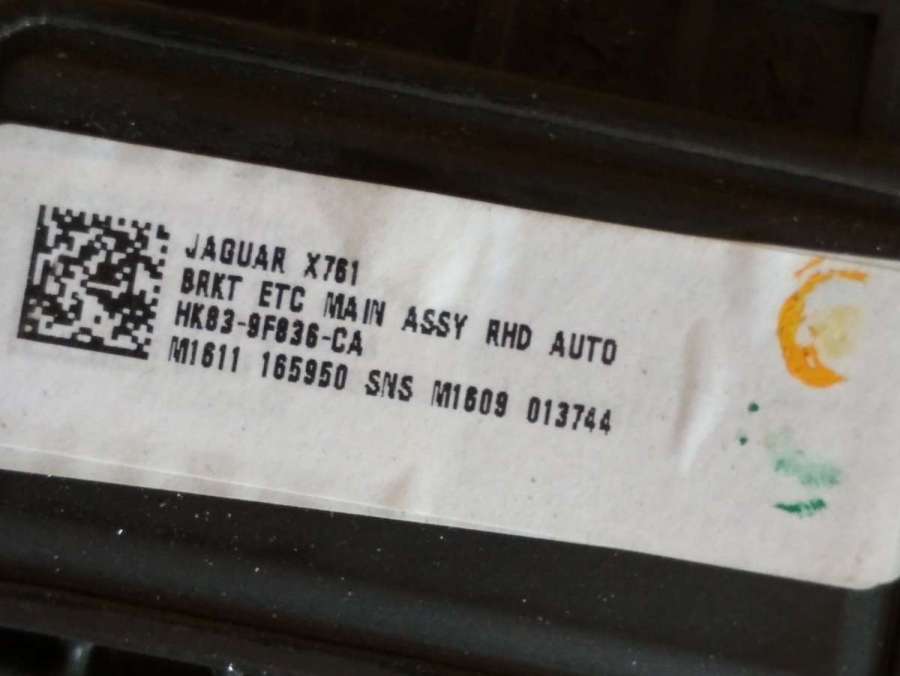 JAGUAR X761
BRKT ETC MAIN ASSY RHD AUTO
HK83-9F836-CA
M1611 165950 SNS M1609 013744